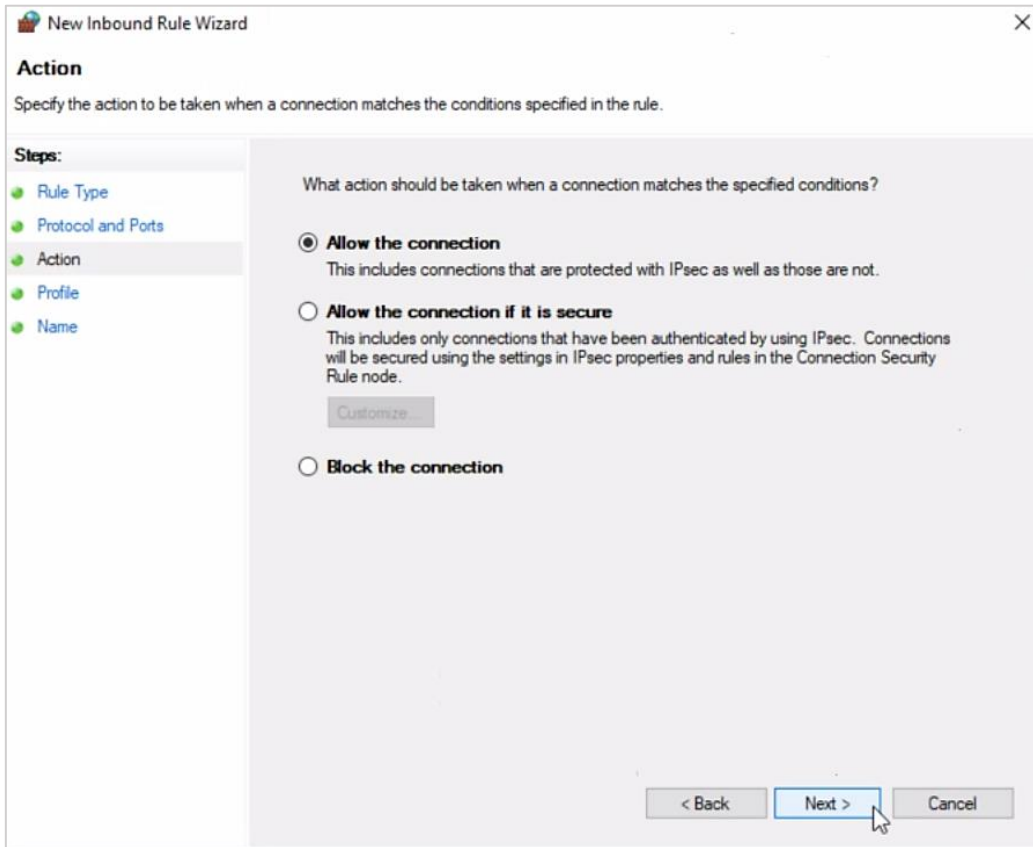 New Inbound Rule Wizard
Action
Specify the action to be taken when a connection matches the conditions specified in the rule.
Steps:
Rule Type
Protocol and Ports
Action
Profile
Name
What action should be taken when a connection matches the specified conditions?
Allow the connection
This includes connections that are protected with IPsec as well as those are not.
Allow the connection if it is secure
This includes only connections that have been authenticated by using IPsec. Connections
will be secured using the settings in IPsec properties and rules in the Connection Security
Rule node.
Customize...
Block the connection
< Back
Next >
Cancel